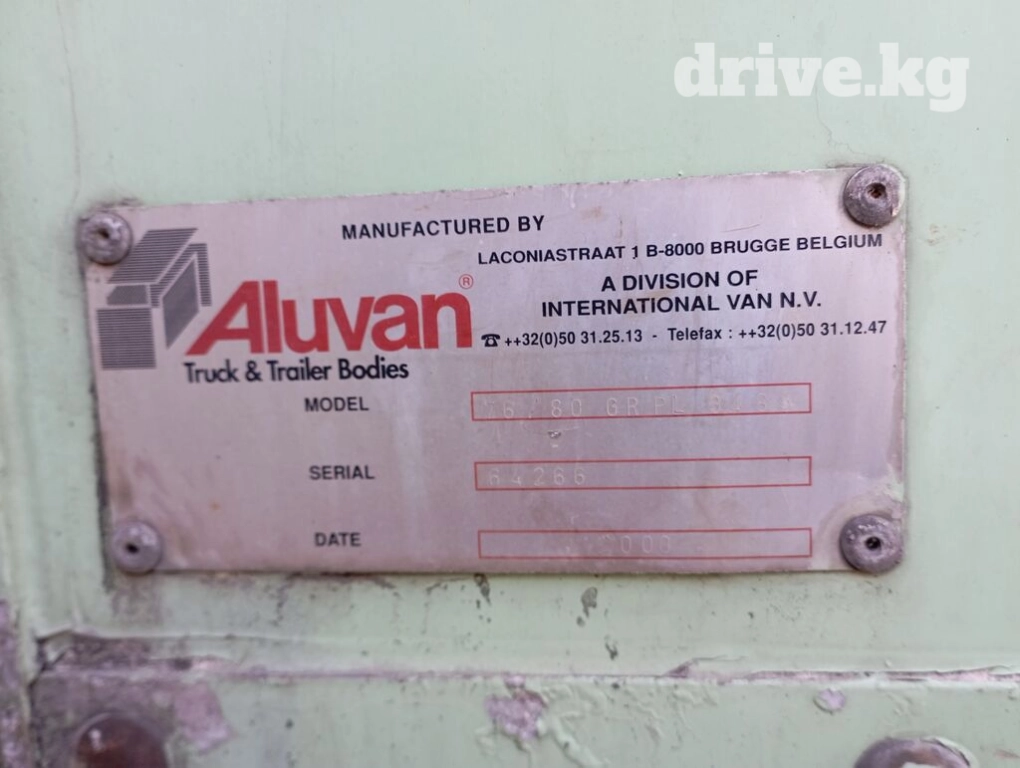 drive.kg
MANUFACTURED BY
LACONIASTRAAT 1 B-8000 BRUGGE BELGIUM
A DIVISION OF
INTERNATIONAL VAN N.V.
☎ ++32(0)50 31.25.13 - Telefax : ++32(0)50 31.12.47
Aluvan®
Truck & Trailer Bodies
MODEL GRPL
SERIAL 64266
DATE